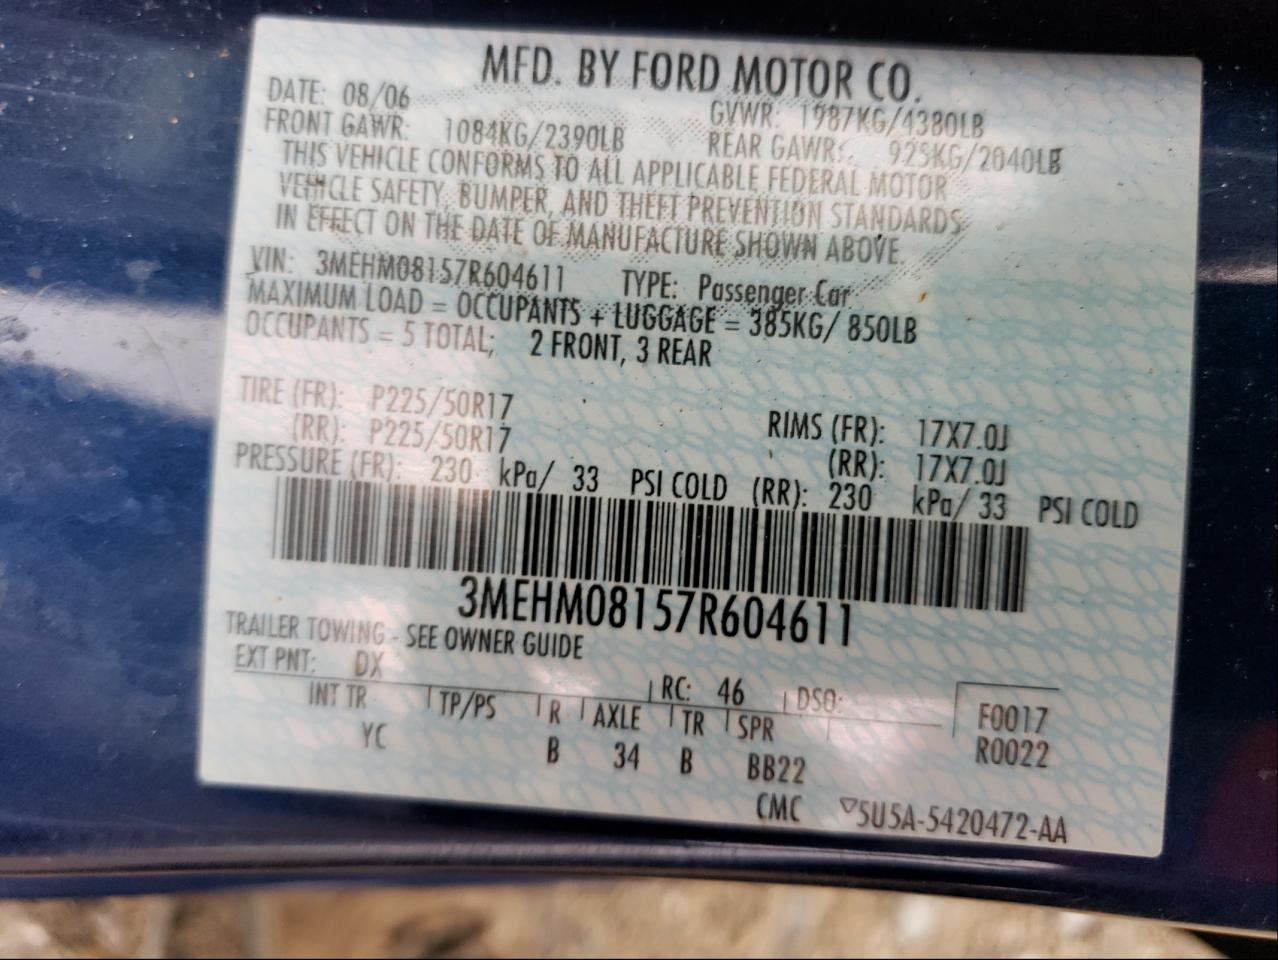 MFD. BY FORD MOTOR CO.
DATE: 08/06 GVWR: 1987KG/4380LB
FRONT GAWR: 1084KG/2390LB REAR GAWR: 925KG/2040LB
THIS VEHICLE CONFORMS TO ALL APPLICABLE FEDERAL MOTOR
VEHICLE SAFETY, BUMPER, AND THEFT PREVENTION STANDARDS
IN EFFECT ON THE DATE OF MANUFACTURE SHOWN ABOVE.
VIN: 3MEHM08157R604611 TYPE: Passenger Car
MAXIMUM LOAD = OCCUPANTS + LUGGAGE = 385KG/ 850LB
OCCUPANTS = 5 TOTAL; 2 FRONT, 3 REAR
TIRE (FR): P225/50R17 RIMS (FR): 17X7.0J
(RR): P225/50R17 (RR): 17X7.0J
PRESSURE (FR): 230 kPa/ 33 PSI COLD (RR): 230 kPa/ 33 PSI COLD
3MEHM08157R604611
TRAILER TOWING - SEE OWNER GUIDE
EXT PNT: DX RC: 46 DSO: F0017
INT TR TP/PS R AXLE TR SPR R0022
YC B 34 B BB22
CMC ▽5U5A-5420472-AA